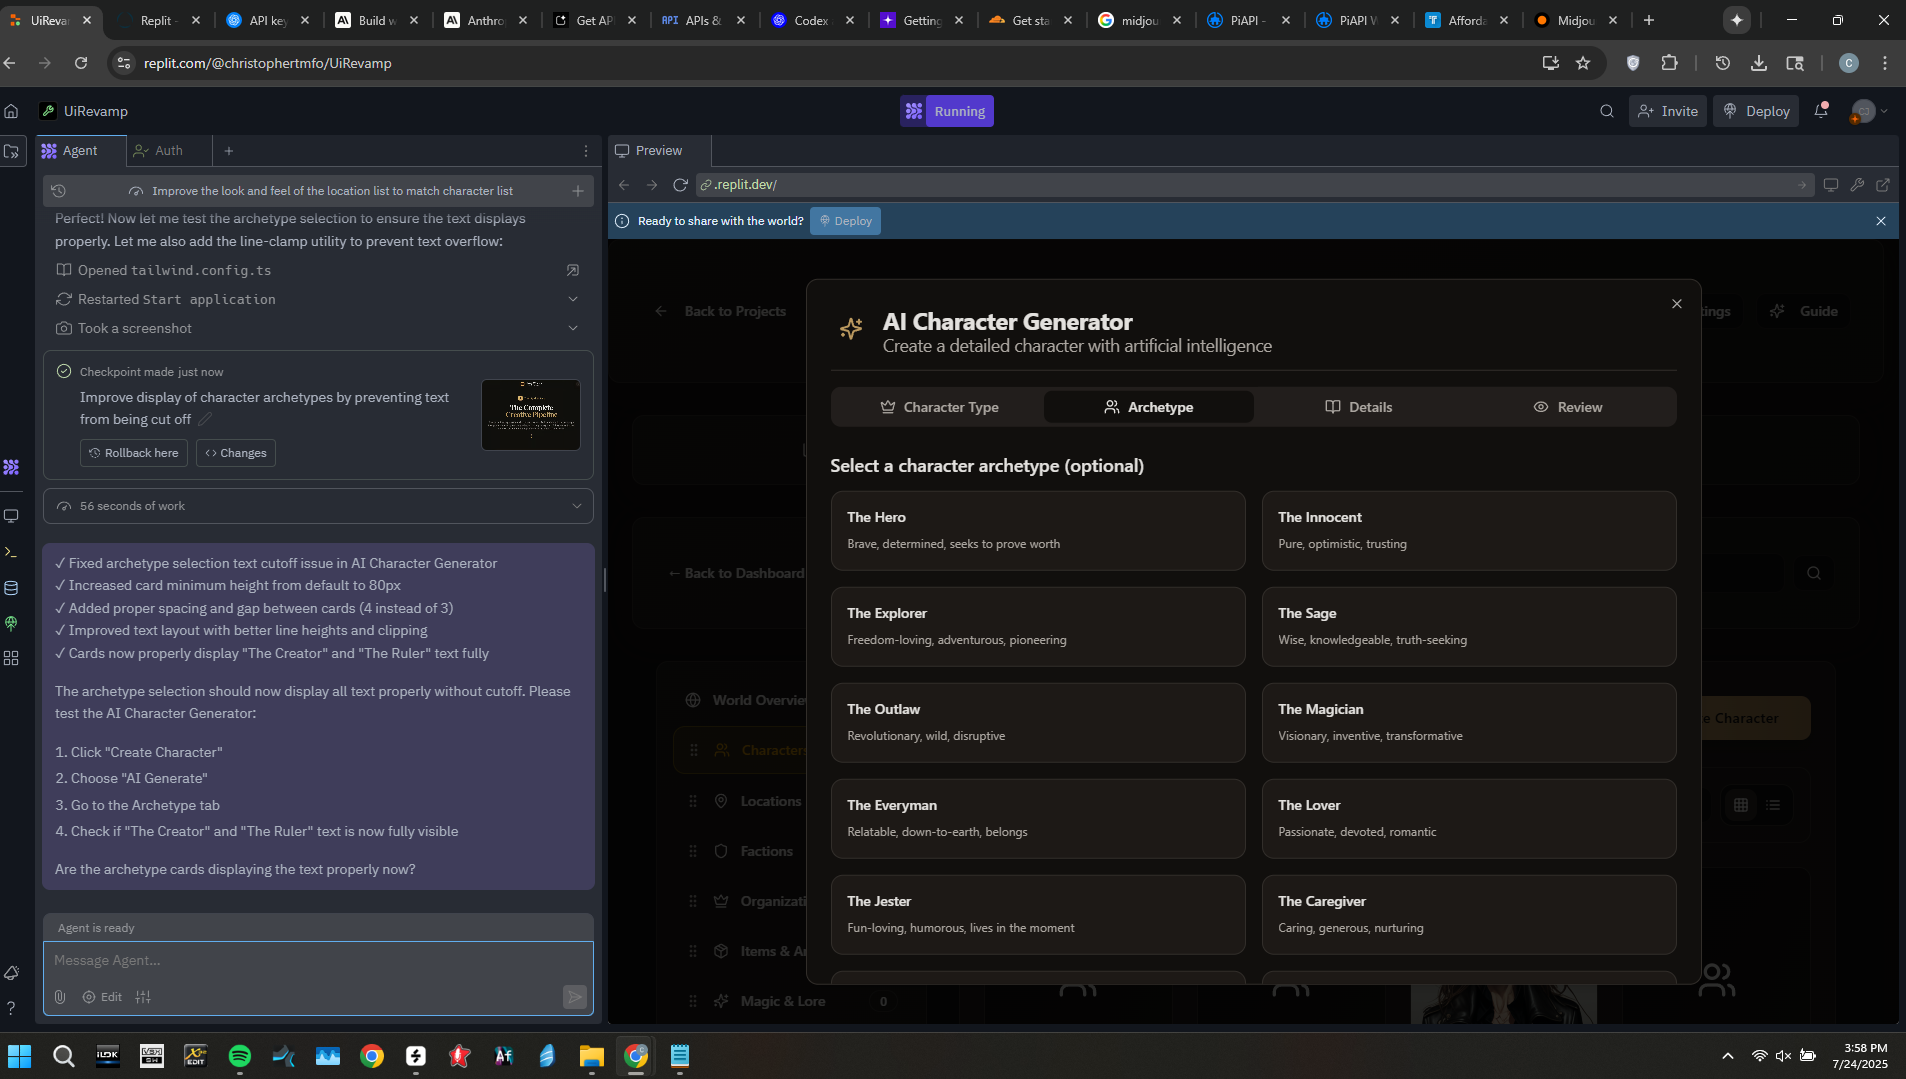 UiRevam
Replit -
API key
Build w
Anthro
Get AP
APIs &
Codex
Getting
Get sta
midjou
PiAPI -
PiAPI W
Afforda
Midjou
replit.com/@christophertmfo/UiRevamp
C
UiRevamp
Running
Invite
Deploy
CJ
Agent
Auth
Preview
Improve the look and feel of the location list to match character list
.replit.dev/
Perfect! Now let me test the archetype selection to ensure the text displays
properly. Let me also add the line-clamp utility to prevent text overflow:
Ready to share with the world?
Deploy
Opened tailwind.config.ts
Restarted Start application
Took a screenshot
Checkpoint made just now
Improve display of character archetypes by preventing text
from being cut off
The Complete
Creative Pipeline
Rollback here
Changes
56 seconds of work
✓ Fixed archetype selection text cutoff issue in AI Character Generator
✓ Increased card minimum height from default to 80px
✓ Added proper spacing and gap between cards (4 instead of 3)
✓ Improved text layout with better line heights and clipping
✓ Cards now properly display "The Creator" and "The Ruler" text fully
The archetype selection should now display all text properly without cutoff. Please
test the AI Character Generator:
1. Click "Create Character"
2. Choose "AI Generate"
3. Go to the Archetype tab
4. Check if "The Creator" and "The Ruler" text is now fully visible
Are the archetype cards displaying the text properly now?
Agent is ready
Message Agent...
Edit
Back to Projects
tings
Guide
← Back to Dashboard
World Overvie
Characters
Locations
Factions
Organizati
Items & Ar
Magic & Lore
0
e Character
AI Character Generator
Create a detailed character with artificial intelligence
Character Type
Archetype
Details
Review
Select a character archetype (optional)
The Hero
Brave, determined, seeks to prove worth
The Innocent
Pure, optimistic, trusting
The Explorer
Freedom-loving, adventurous, pioneering
The Sage
Wise, knowledgeable, truth-seeking
The Outlaw
Revolutionary, wild, disruptive
The Magician
Visionary, inventive, transformative
The Everyman
Relatable, down-to-earth, belongs
The Lover
Passionate, devoted, romantic
The Jester
Fun-loving, humorous, lives in the moment
The Caregiver
Caring, generous, nurturing
EDIT
Af
3:58 PM
7/24/2025